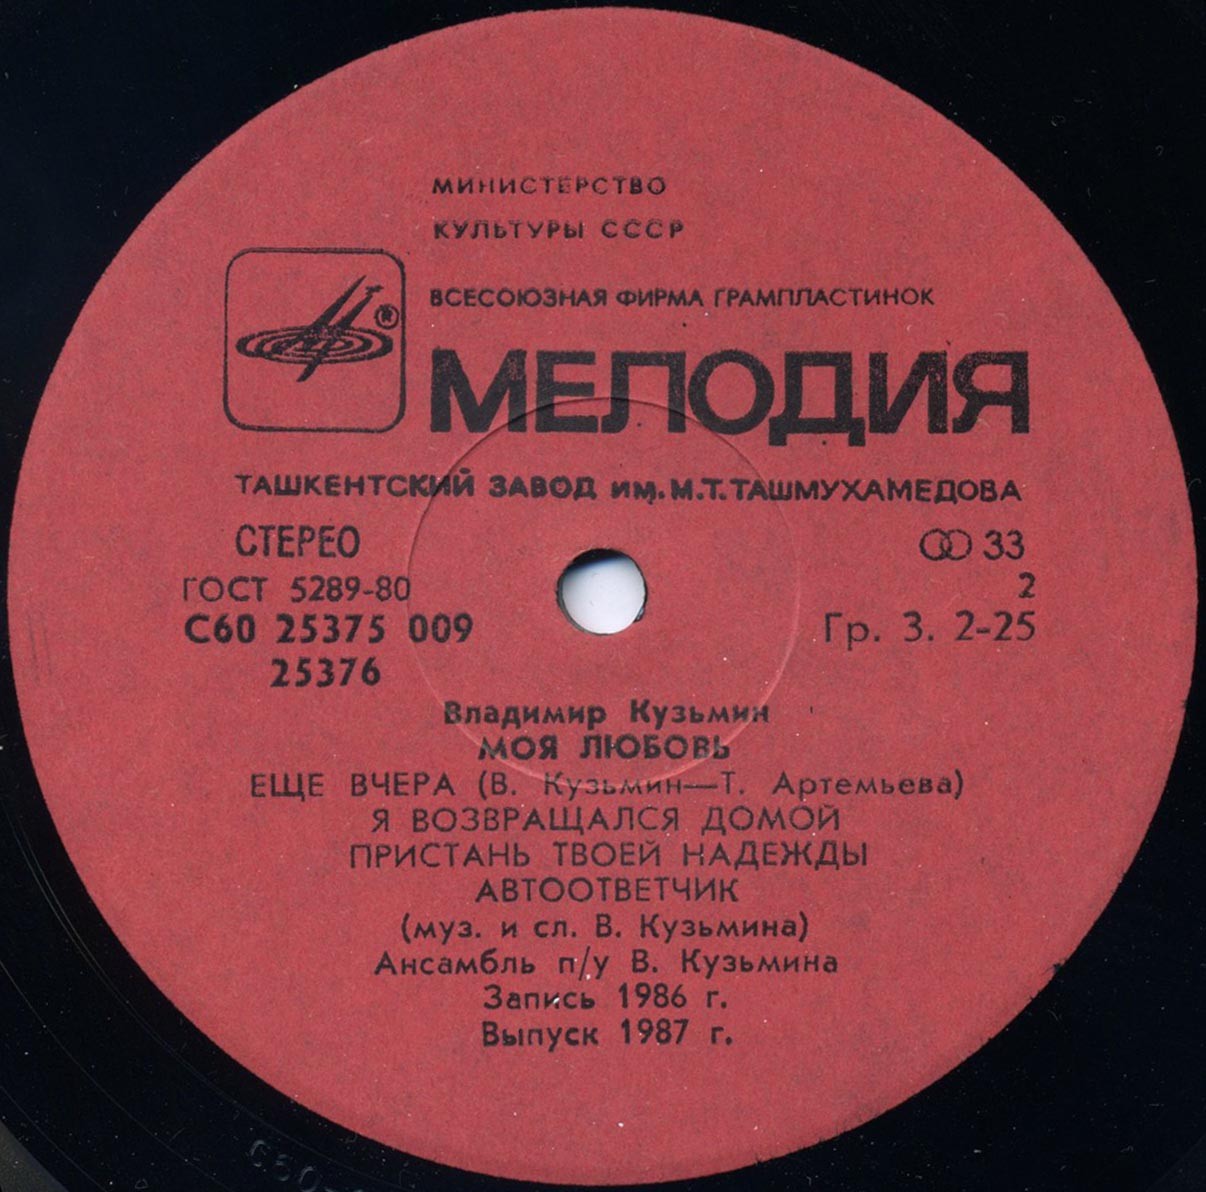 МИНИСТЕРСТВО
КУЛЬТУРЫ СССР
ВСЕСОЮЗНАЯ ФИРМА ГРАМПЛАСТИНОК
®
МЕЛОДИЯ
ТАШКЕНТСКИЙ ЗАВОД им. М.Т. ТАШМУХАМЕДОВА
СТЕРЕО
33
ГОСТ 5289-80
2
С60 25375 009
Гр. 3. 2-25
25376
Владимир Кузьмин
МОЯ ЛЮБОВЬ
ЕЩЕ ВЧЕРА (В. Кузьмин—Т. Артемьева)
Я ВОЗВРАЩАЛСЯ ДОМОЙ
ПРИСТАНЬ ТВОЕЙ НАДЕЖДЫ
АВТООТВЕТЧИК
(муз. и сл. В. Кузьмина)
Ансамбль п/у В. Кузьмина
Запись 1986 г.
Выпуск 1987 г.